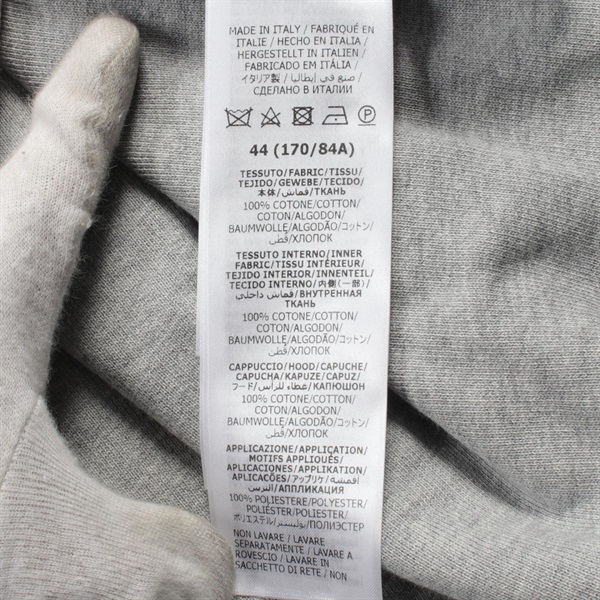 MADE IN ITALY / FABRIQUÉ EN
ITALIE / HECHO EN ITALIA /
HERGESTELLT IN ITALIEN /
FABRICADO EM ITÁLIA /
イタリア製 / صنع في إيطاليا /
СДЕЛАНО В ИТАЛИИ
44 (170/84A)
TESSUTO/FABRIC/TISSU/
TEJIDO/GEWEBE/TECIDO/
本体/قماش/ТКАНЬ
100% COTONE/COTTON/
COTON/ALGODON/
BAUMWOLLE/ALGODÃO/コットン/
قطن/ХЛОПОК
TESSUTO INTERNO/INNER
FABRIC/TISSU INTÉRIEUR/
TEJIDO INTERIOR/INNENTEIL/
TECIDO INTERNO/内側(一部)/
قماش داخلي/ВНУТРЕННЯЯ
ТКАНЬ
100% COTONE/COTTON/
COTON/ALGODON/
BAUMWOLLE/ALGODÃO/コットン/
قطن/ХЛОПОК
CAPPUCCIO/HOOD/CAPUCHE/
CAPUCHA/KAPUZE/CAPUZ/
フード/غطاء للرأس/КАПЮШОН
100% COTONE/COTTON/
COTON/ALGODON/
BAUMWOLLE/ALGODÃO/コットン/
قطن/ХЛОПОК
APPLICAZIONE/APPLICATION/
MOTIFS APPLIQUÉS/
APLICACIONES/APPLIKATION/
APLICACÕES/アップリケ/أقمشة
التزيين/АППЛИКАЦИЯ
100% POLIESTERE/POLYESTER/
POLIÉSTER/POLIESTER/
ポリエステル/بوليستر/ПОЛИЭСТЕР
NON LAVARE / LAVARE
SEPARATAMENTE / LAVARE A
ROVESCIO / LAVARE IN
SACCHETTO DI RETE / NON